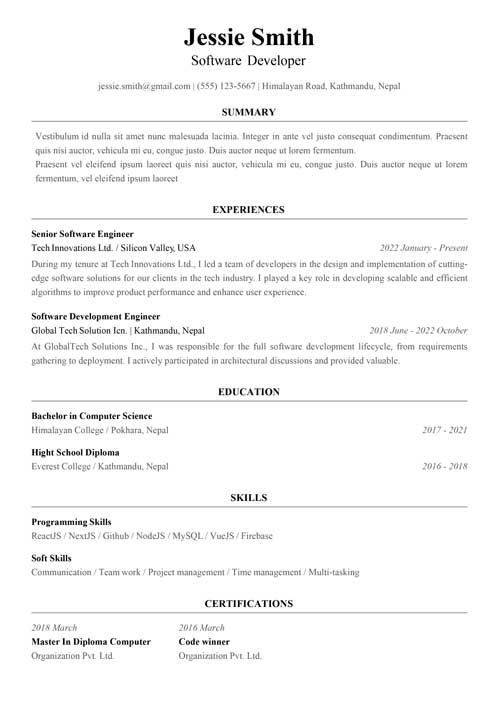 Jessie Smith
Software Developer
jessie.smith@gmail.com | (555) 123-5667 | Himalayan Road, Kathmandu, Nepal
SUMMARY
Vestibulum id nulla sit amet nunc malesuada lacinia. Integer in ante vel justo consequat condimentum. Praesent
quis nisi auctor, vehicula mi eu, congue justo. Duis auctor neque ut lorem fermentum.
Praesent vel eleifend ipsum laoreet quis nisi auctor, vehicula mi eu, congue justo. Duis auctor neque ut lorem
fermentum, vel eleifend ipsum laoreet
EXPERIENCES
Senior Software Engineer
Tech Innovations Ltd. / Silicon Valley, USA 2022 January - Present
During my tenure at Tech Innovations Ltd., I led a team of developers in the design and implementation of cutting-
edge software solutions for our clients in the tech industry. I played a key role in developing scalable and efficient
algorithms to improve product performance and enhance user experience.
Software Development Engineer
Global Tech Solution Icn. | Kathmandu, Nepal 2018 June - 2022 October
At GlobalTech Solutions Inc., I was responsible for the full software development lifecycle, from requirements
gathering to deployment. I actively participated in architectural discussions and provided valuable.
EDUCATION
Bachelor in Computer Science
Himalayan College / Pokhara, Nepal 2017 - 2021
Hight School Diploma
Everest College / Kathmandu, Nepal 2016 - 2018
SKILLS
Programming Skills
ReactJS / NextJS / Github / NodeJS / MySQL / VueJS / Firebase
Soft Skills
Communication / Team work / Project management / Time management / Multi-tasking
CERTIFICATIONS
2018 March 2016 March
Master In Diploma Computer Code winner
Organization Pvt. Ltd. Organization Pvt. Ltd.